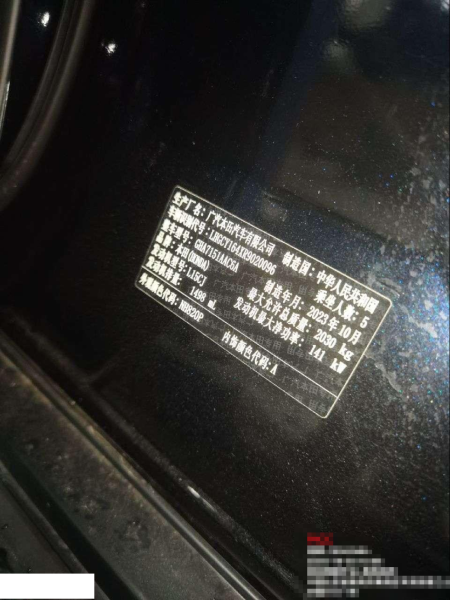 生产厂名：广汽本田汽车有限公司 制造国：中华人民共和国
车辆识别代号：LHGCY16AXR9020096 乘坐人数：5
整车型号：GHA7151AAC6A 制造年月：2023年10月
品牌：本田(HONDA) 最大允许总质量：2030 kg
发动机型号：L15CJ 发动机最大净功率：141 kW
发动机排量：1498 mL
外观颜色代码：NB820P 内饰颜色代码：A